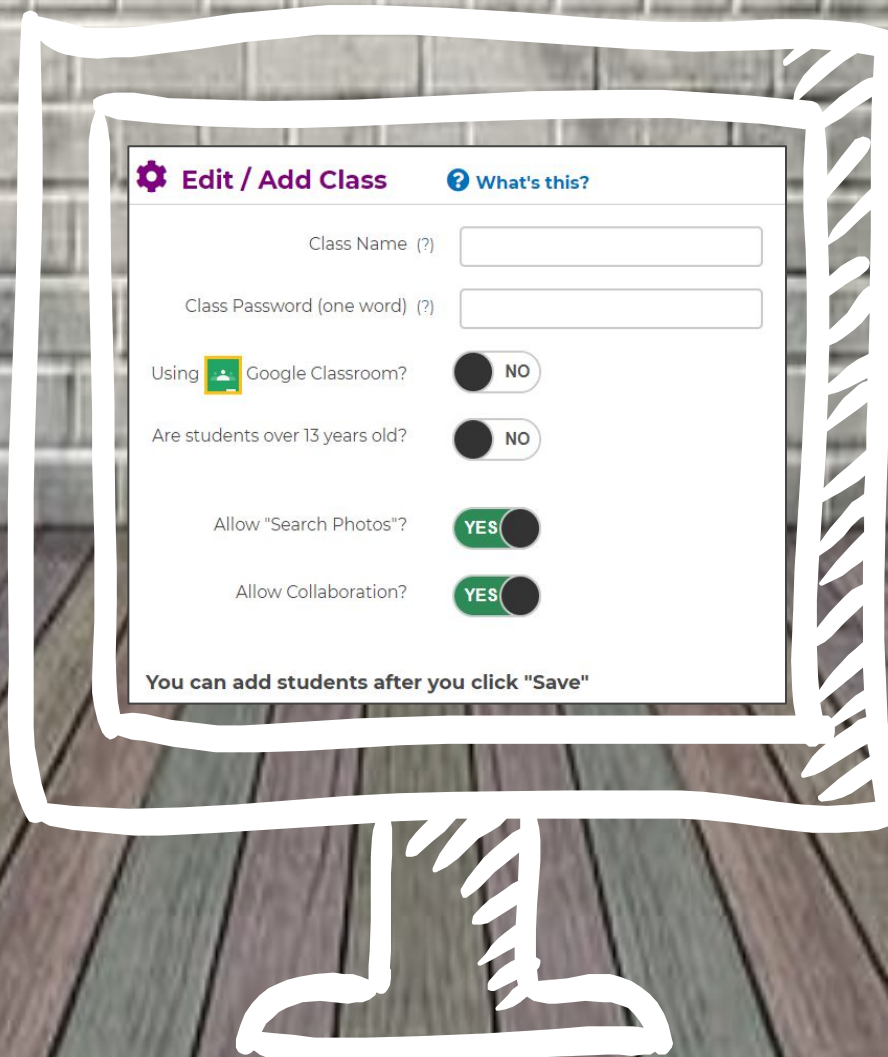 Edit / Add Class ? What's this?
Class Name (?)
Class Password (one word) (?)
Using Google Classroom? NO
Are students over 13 years old? NO
Allow "Search Photos"? YES
Allow Collaboration? YES
You can add students after you click "Save"